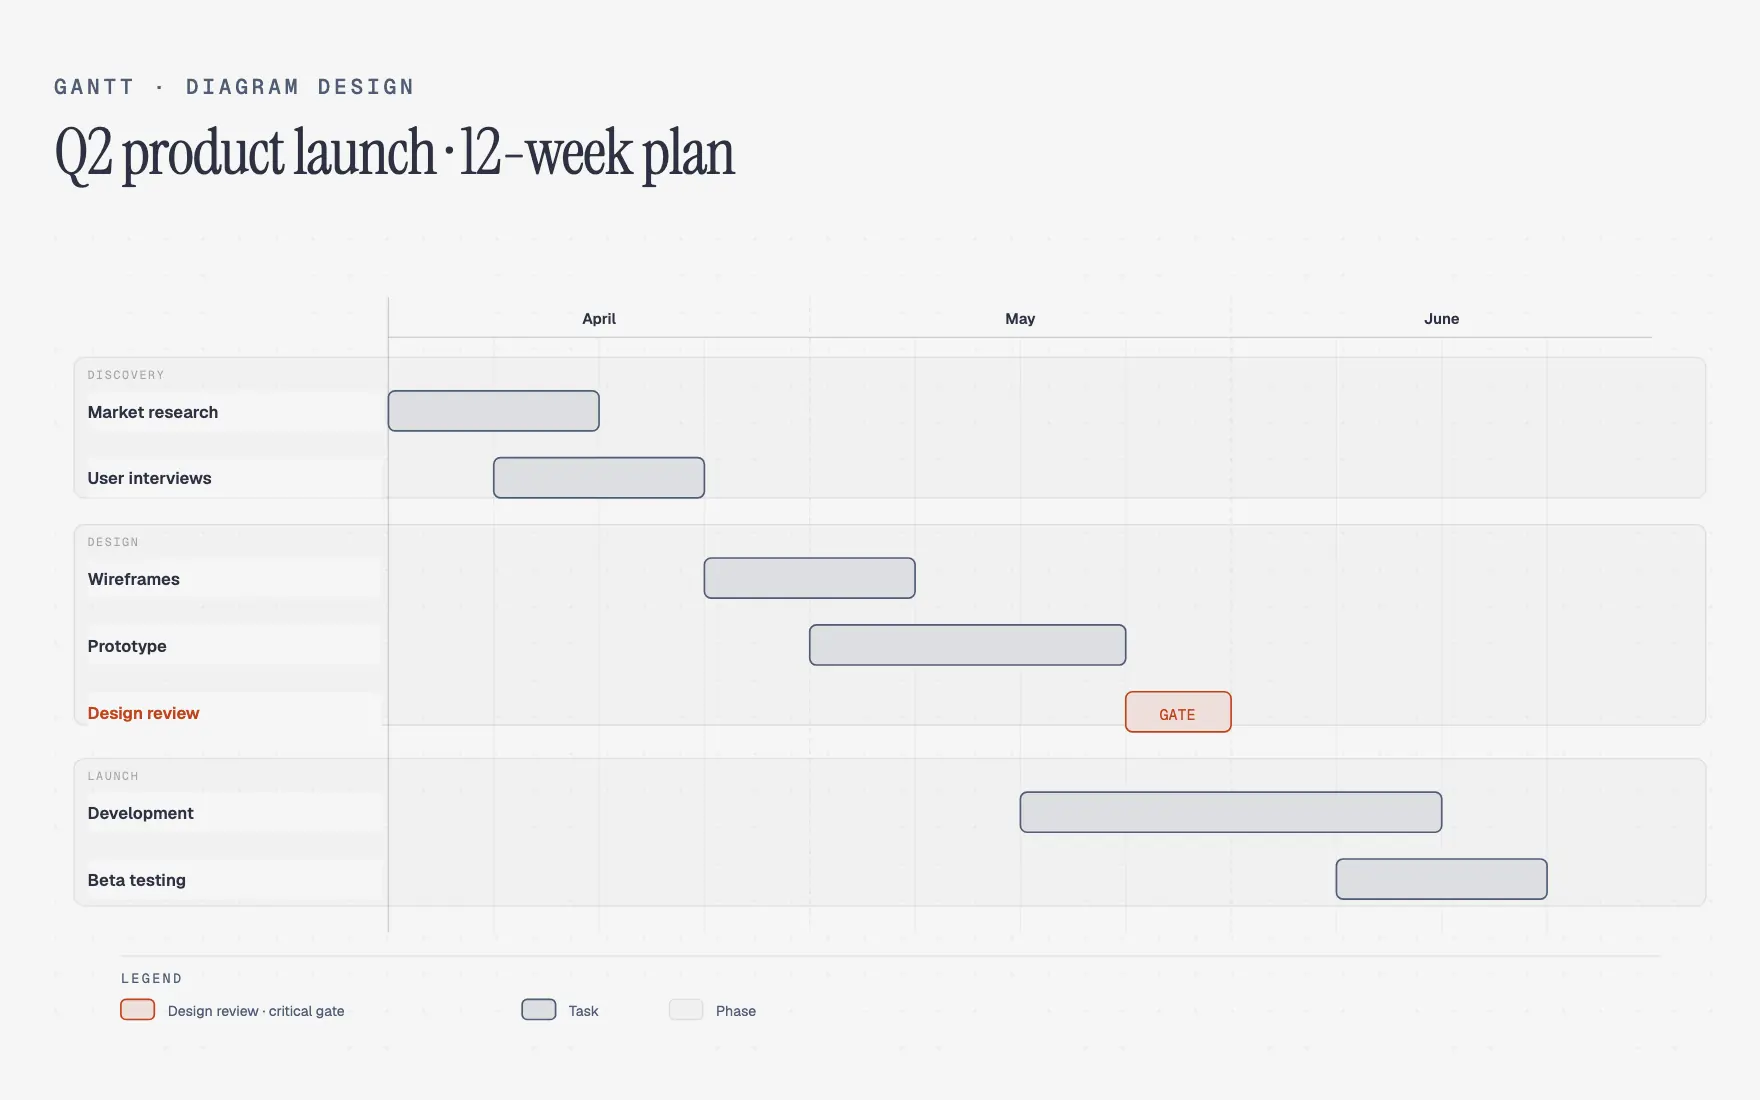 GANTT · DIAGRAM DESIGN
Q2 product launch · 12-week plan
April May June
DISCOVERY
Market research
User interviews
DESIGN
Wireframes
Prototype
Design review GATE
LAUNCH
Development
Beta testing
LEGEND
Design review · critical gate Task Phase